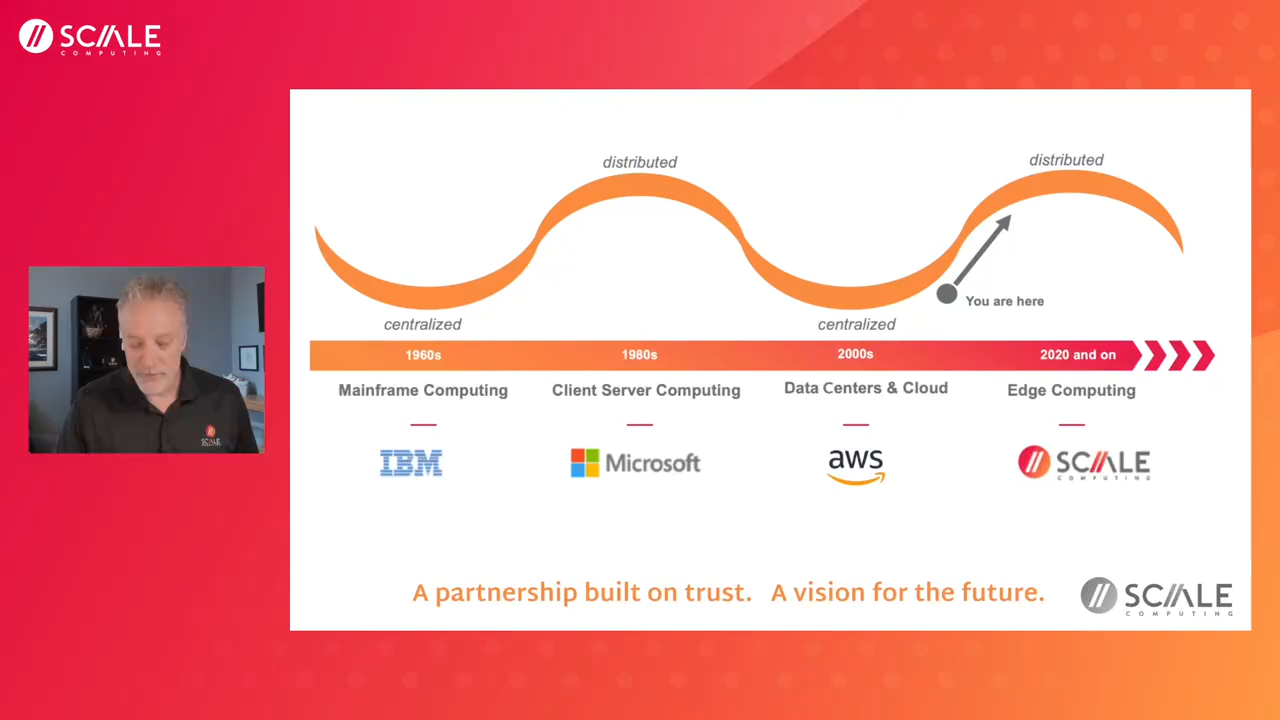 SCALE
COMPUTING
distributed
distributed
You are here
centralized
centralized
1960s
1980s
2000s
2020 and on
Mainframe Computing
Client Server Computing
Data Centers & Cloud
Edge Computing
IBM
Microsoft
aws
SCALE
COMPUTING
A partnership built on trust. A vision for the future.
SCALE
COMPUTING
SCALE